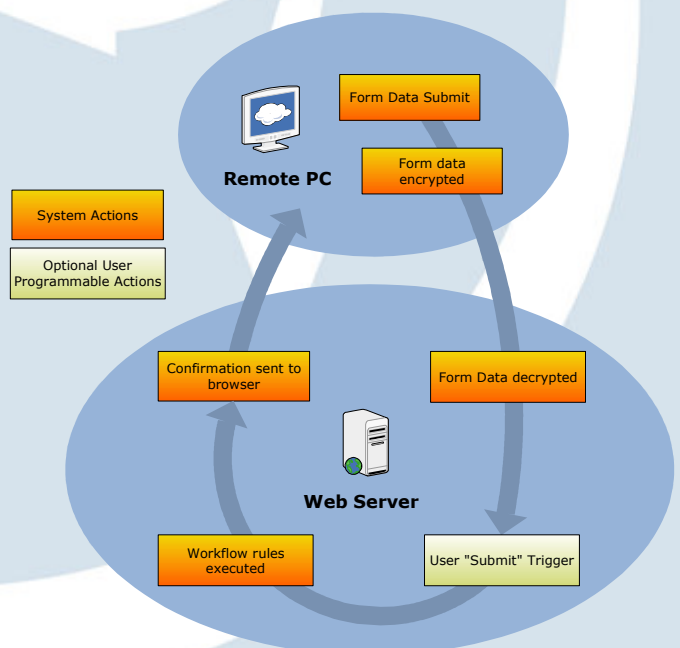 Form Data Submit
Form data
encrypted
Remote PC
System Actions
Optional User
Programmable Actions
Confirmation sent to
browser
Form Data decrypted
Web Server
Workflow rules
executed
User "Submit" Trigger